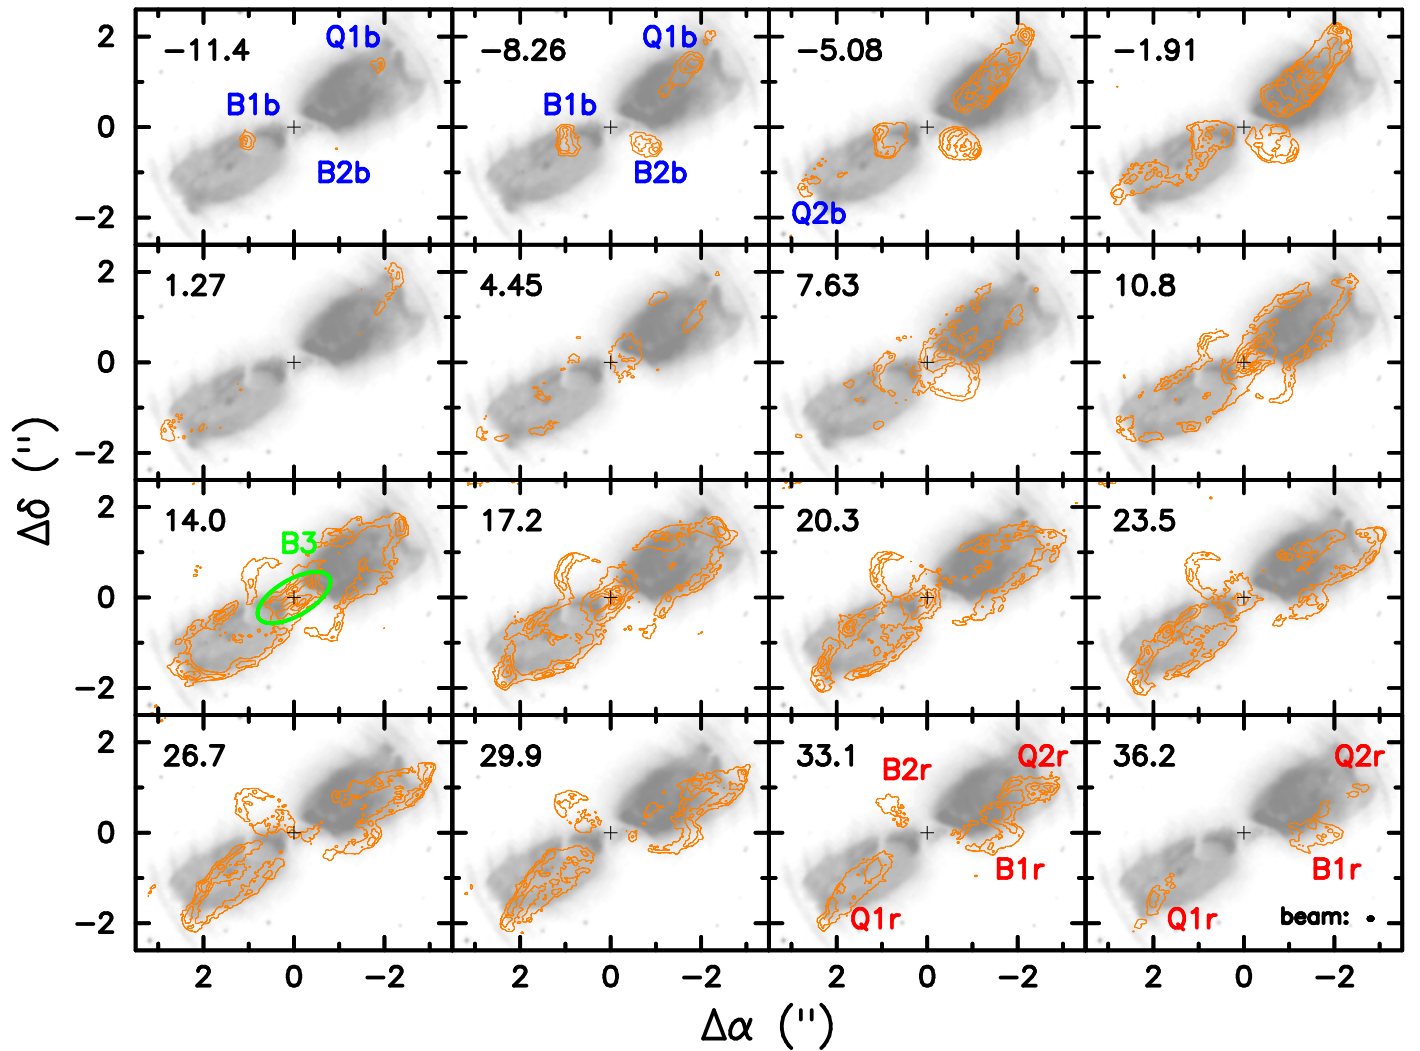 2 −11.4 Q1b −8.26 Q1b −5.08 −1.91
B1b B1b
0
B2b B2b
−2 Q2b
2 1.27 4.45 7.63 10.8
0
−2
Δδ (")
2 14.0 17.2 20.3 23.5
B3
0
−2
2 26.7 29.9 33.1 Q2r 36.2 Q2r
B2r
0
B1r B1r
−2 Q1r Q1r beam:
2 0 −2 2 0 −2 2 0 −2 2 0 −2
Δα (")